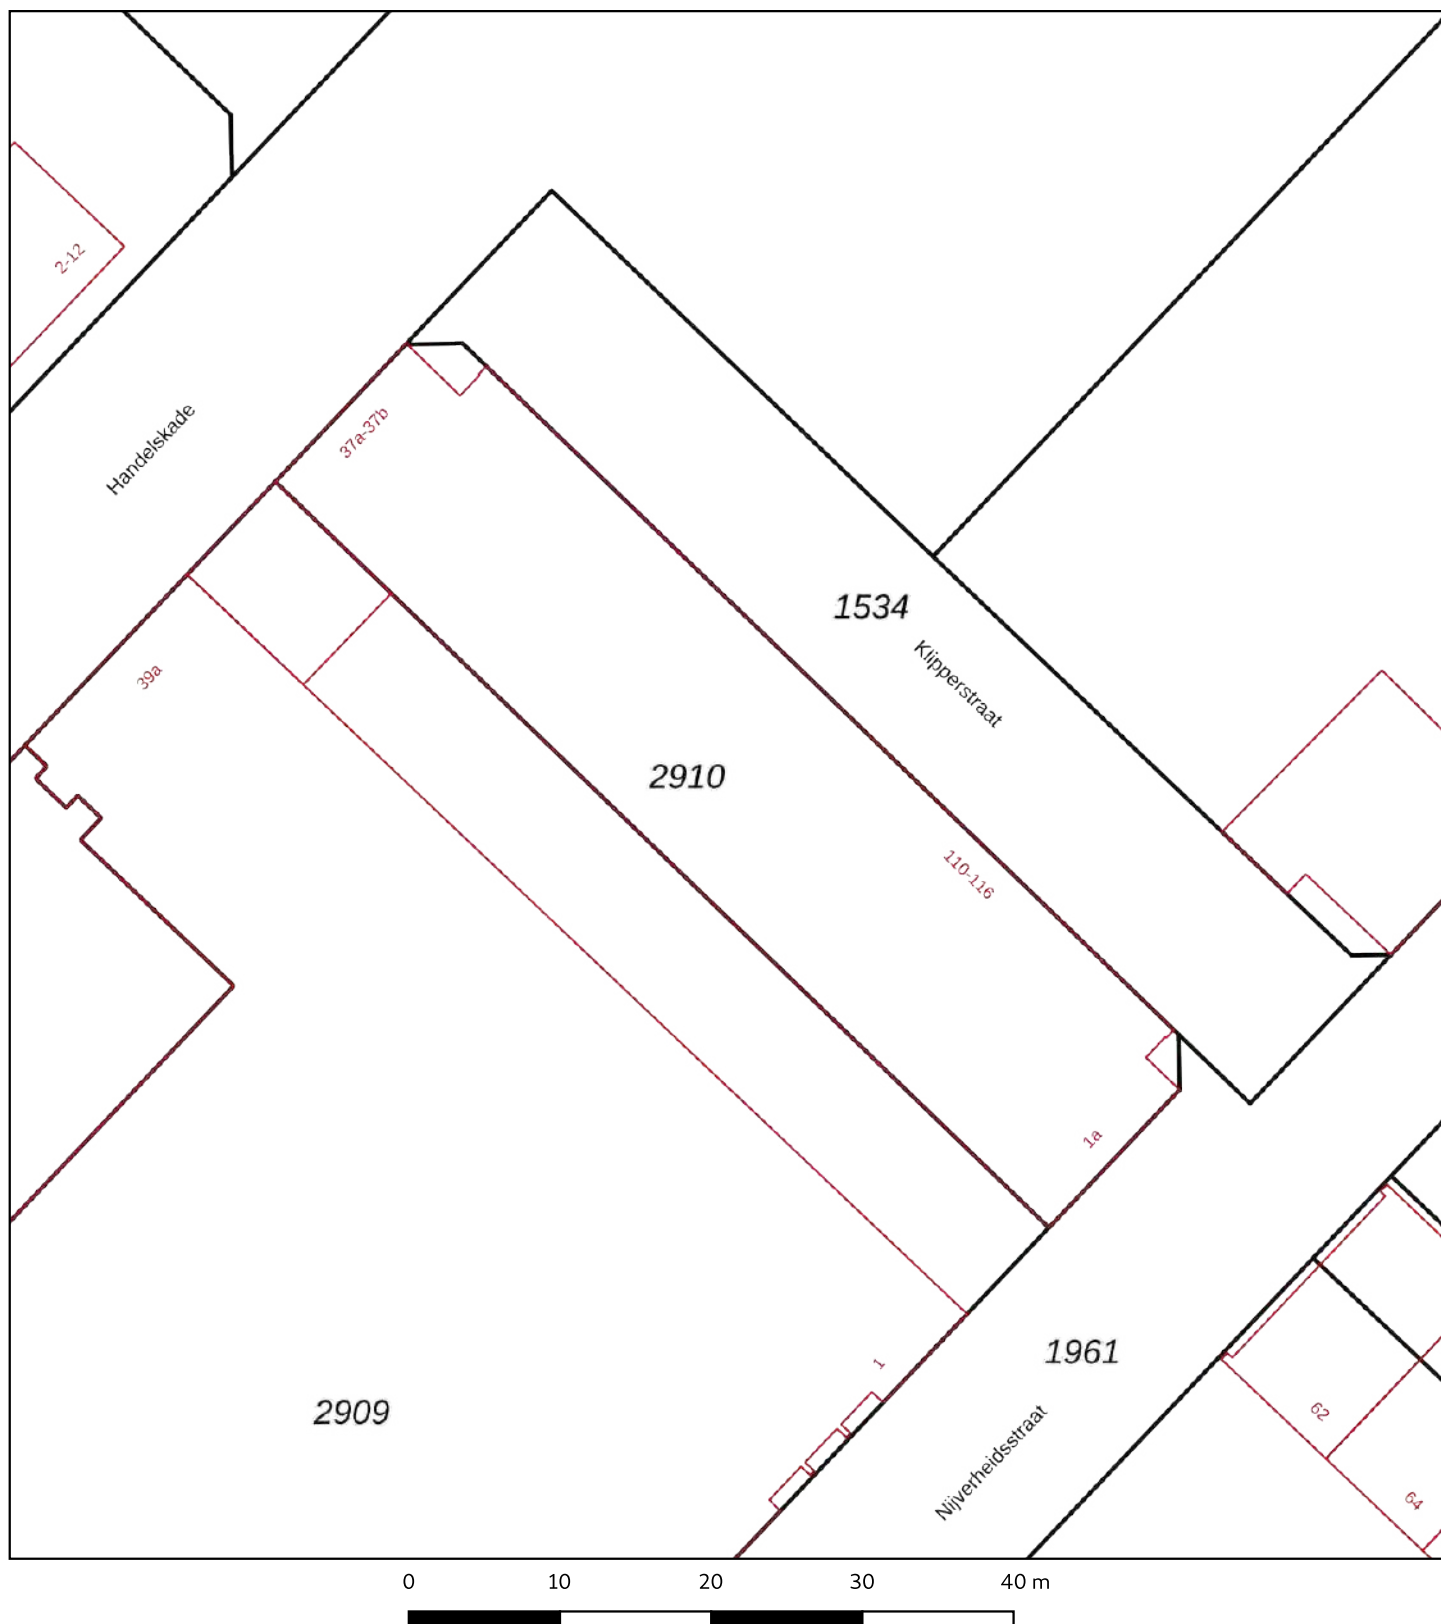 2-12
37a-37b
Handelskade
1534
Klipperstraat
39a
2910
110-116
1a
1961
1
2909
62
Nijverheidsstraat
64
0 10 20 30 40 m